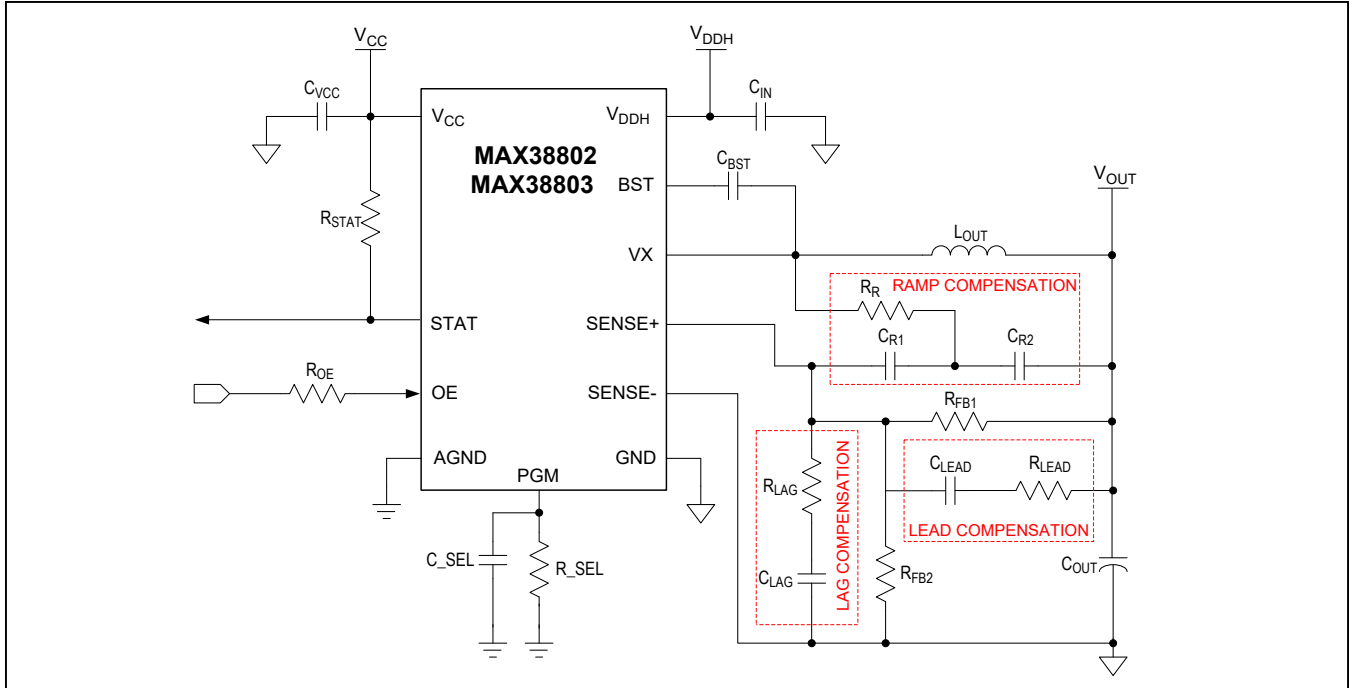 VCC
VDDH
CVCC
CIN
VCC
VDDH
MAX38802
MAX38803
CBST
BST
VOUT
RSTAT
LOUT
VX
RAMP COMPENSATION
RR
STAT
SENSE+
CR1
CR2
ROE
OE
SENSE-
RFB1
AGND
GND
PGM
CLEAD
RLEAD
LEAD COMPENSATION
RLAG
CLAG
LAG COMPENSATION
C_SEL
R_SEL
RFB2
COUT